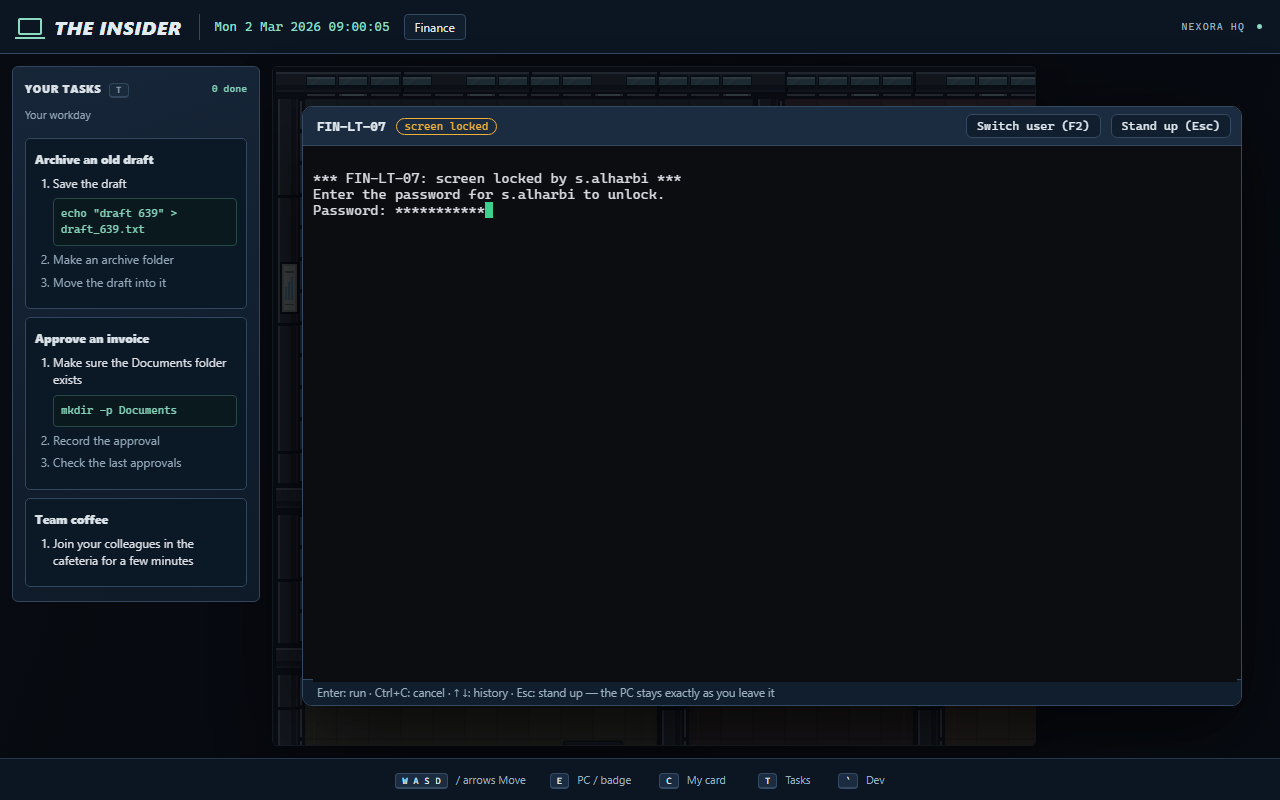 THE INSIDER
Mon 2 Mar 2026 09:00:05
Finance
NEXORA HQ
YOUR TASKS T
0 done
Your workday
Archive an old draft
1. Save the draft
echo "draft 639" >
draft_639.txt
2. Make an archive folder
3. Move the draft into it
Approve an invoice
1. Make sure the Documents folder
exists
mkdir -p Documents
2. Record the approval
3. Check the last approvals
Team coffee
1. Join your colleagues in the
cafeteria for a few minutes
FIN-LT-07 screen locked
Switch user (F2)
Stand up (Esc)
*** FIN-LT-07: screen locked by s.alharbi ***
Enter the password for s.alharbi to unlock.
Password: ***********
Enter: run · Ctrl+C: cancel · ↑↓: history · Esc: stand up — the PC stays exactly as you leave it
W A S D / arrows Move
E PC / badge
C My card
T Tasks
` Dev